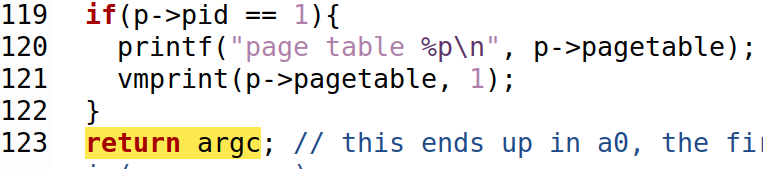 119 if(p->pid == 1){
120 printf("page table %p\n", p->pagetable);
121 vmprint(p->pagetable, 1);
122 }
123 return argc; // this ends up in a0, the